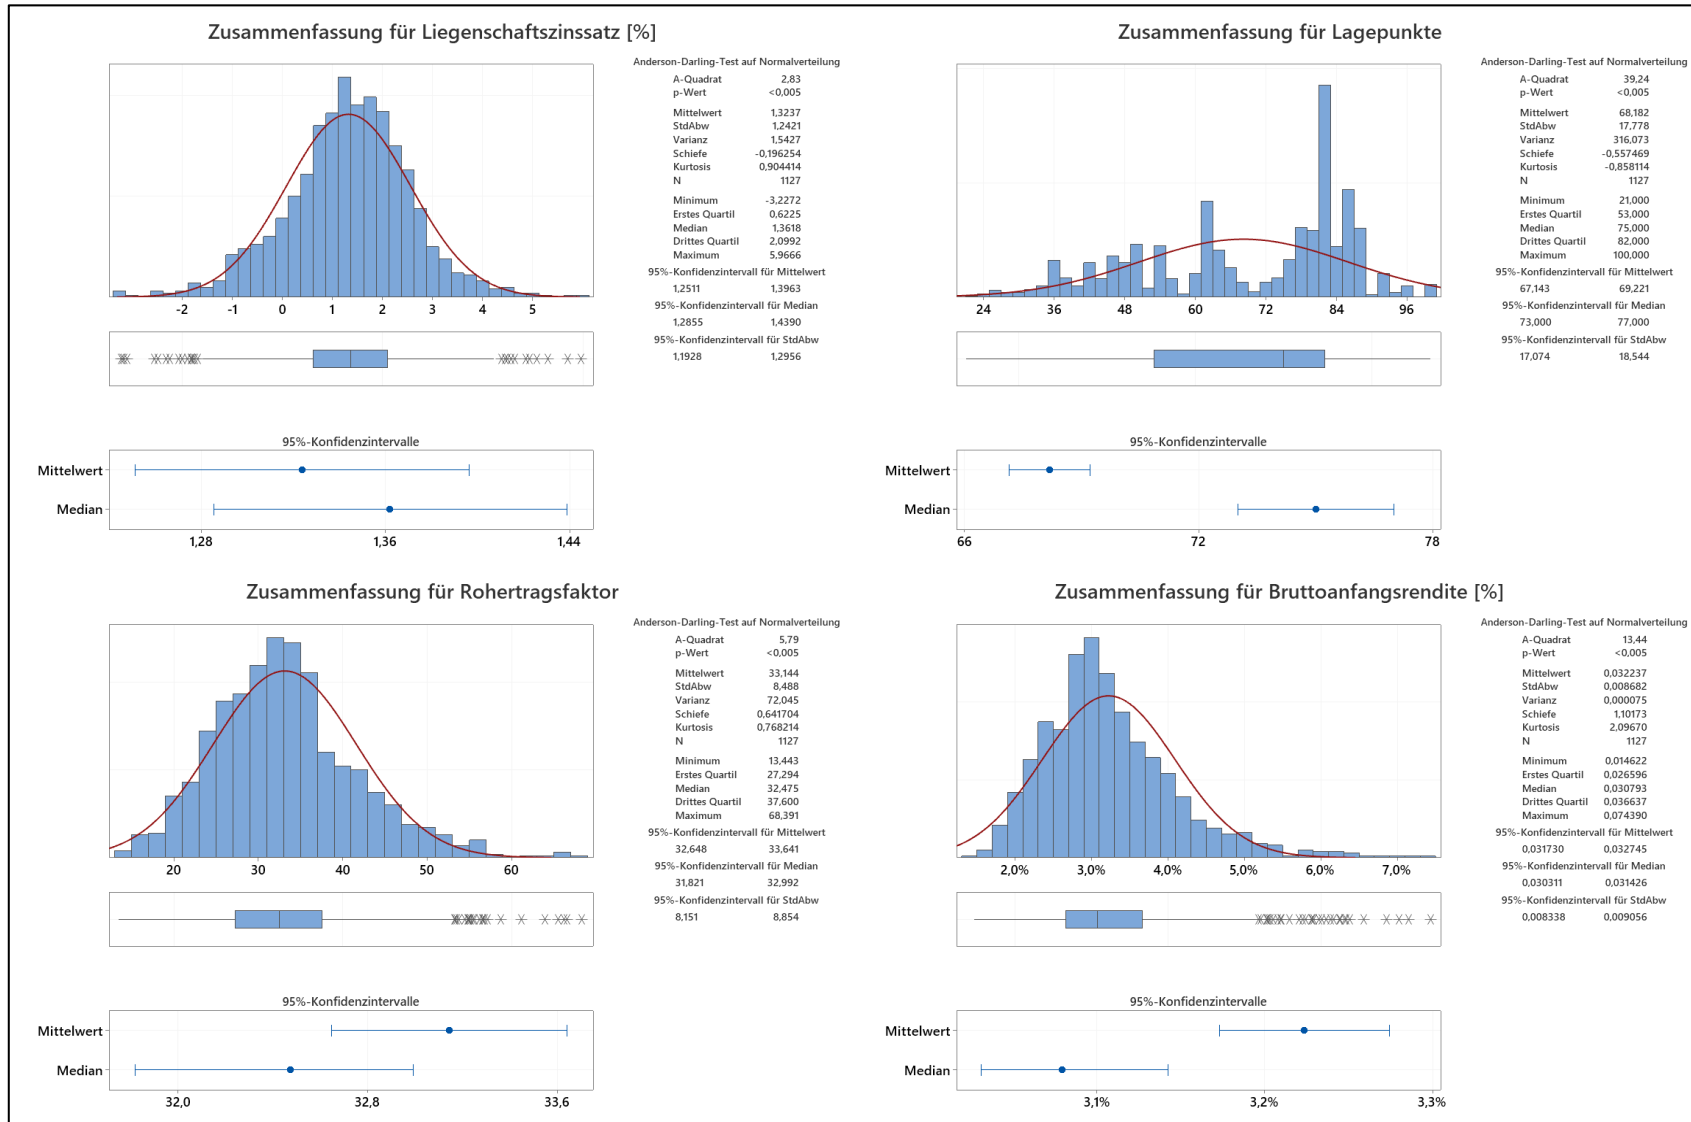 Zusammenfassung für Liegenschaftszinssatz [%]
Anderson-Darling-Test auf Normalverteilung
A-Quadrat 2,83
p-Wert <0,005
Mittelwert 1,3237
StdAbw 1,2421
Varianz 1,5427
Schiefe -0,196254
Kurtosis 0,904414
N 1127
Minimum -3,2272
Erstes Quartil 0,6225
Median 1,3618
Drittes Quartil 2,0992
Maximum 5,9666
95%-Konfidenzintervall für Mittelwert
1,2511 1,3963
95%-Konfidenzintervall für Median
1,2855 1,4390
95%-Konfidenzintervall für StdAbw
1,1928 1,2956
-2 -1 0 1 2 3 4 5
95%-Konfidenzintervalle
Mittelwert
Median
1,28 1,36 1,44
Zusammenfassung für Lagepunkte
Anderson-Darling-Test auf Normalverteilung
A-Quadrat 39,24
p-Wert <0,005
Mittelwert 68,182
StdAbw 17,778
Varianz 316,073
Schiefe -0,557469
Kurtosis -0,858114
N 1127
Minimum 21,000
Erstes Quartil 53,000
Median 75,000
Drittes Quartil 82,000
Maximum 100,000
95%-Konfidenzintervall für Mittelwert
67,143 69,221
95%-Konfidenzintervall für Median
73,000 77,000
95%-Konfidenzintervall für StdAbw
17,074 18,544
24 36 48 60 72 84 96
95%-Konfidenzintervalle
Mittelwert
Median
66 72 78
Zusammenfassung für Rohertragsfaktor
Anderson-Darling-Test auf Normalverteilung
A-Quadrat 5,79
p-Wert <0,005
Mittelwert 33,144
StdAbw 8,488
Varianz 72,045
Schiefe 0,641704
Kurtosis 0,768214
N 1127
Minimum 13,443
Erstes Quartil 27,294
Median 32,475
Drittes Quartil 37,600
Maximum 68,391
95%-Konfidenzintervall für Mittelwert
32,648 33,641
95%-Konfidenzintervall für Median
31,821 32,992
95%-Konfidenzintervall für StdAbw
8,151 8,854
20 30 40 50 60
95%-Konfidenzintervalle
Mittelwert
Median
32,0 32,8 33,6
Zusammenfassung für Bruttoanfangsrendite [%]
Anderson-Darling-Test auf Normalverteilung
A-Quadrat 13,44
p-Wert <0,005
Mittelwert 0,032237
StdAbw 0,008682
Varianz 0,000075
Schiefe 1,10173
Kurtosis 2,09670
N 1127
Minimum 0,014622
Erstes Quartil 0,026596
Median 0,030793
Drittes Quartil 0,036637
Maximum 0,074390
95%-Konfidenzintervall für Mittelwert
0,031730 0,032745
95%-Konfidenzintervall für Median
0,030311 0,031426
95%-Konfidenzintervall für StdAbw
0,008338 0,009056
2,0% 3,0% 4,0% 5,0% 6,0% 7,0%
95%-Konfidenzintervalle
Mittelwert
Median
3,1% 3,2% 3,3%